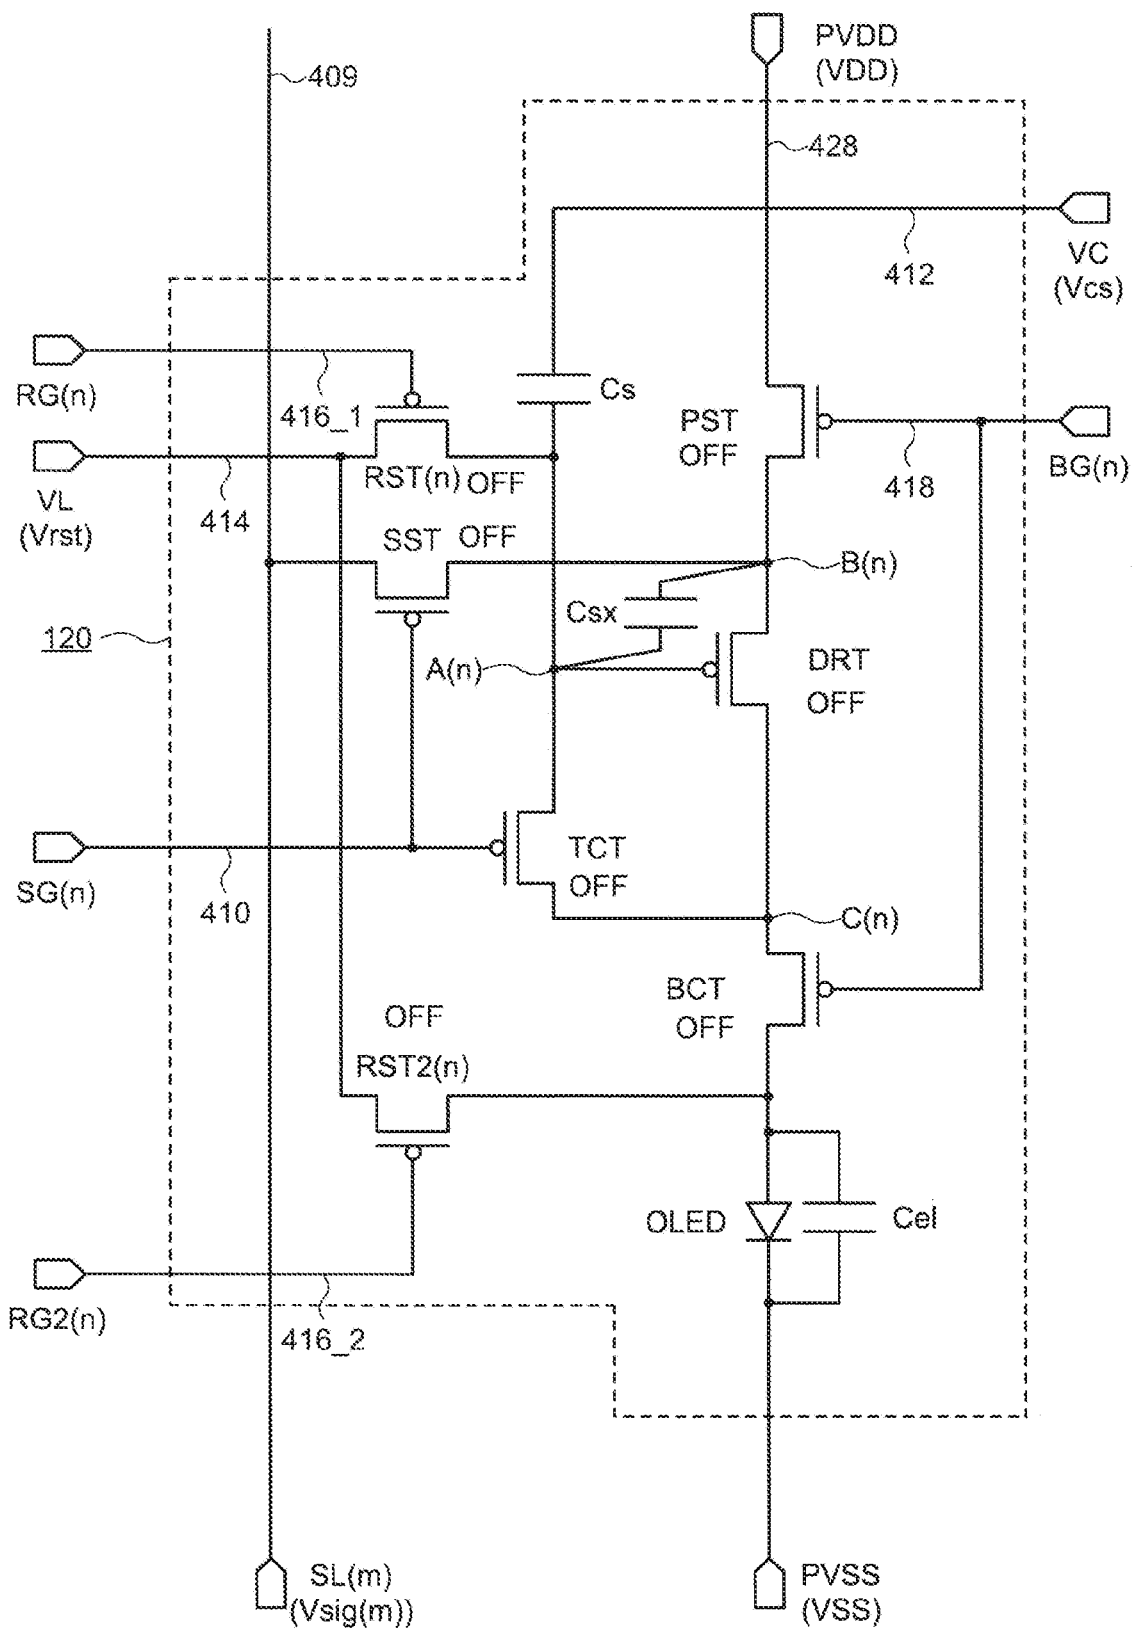 PVDD
(VDD)
409
428
412
VC
(Vcs)
RG(n)
416_1
Cs
PST
OFF
418
BG(n)
VL
(Vrst)
414
RST(n) OFF
SST OFF
B(n)
Csx
120
A(n)
DRT
OFF
SG(n)
410
TCT
OFF
C(n)
BCT
OFF
OFF
RST2(n)
OLED
Cel
RG2(n)
416_2
SL(m)
(Vsig(m))
PVSS
(VSS)